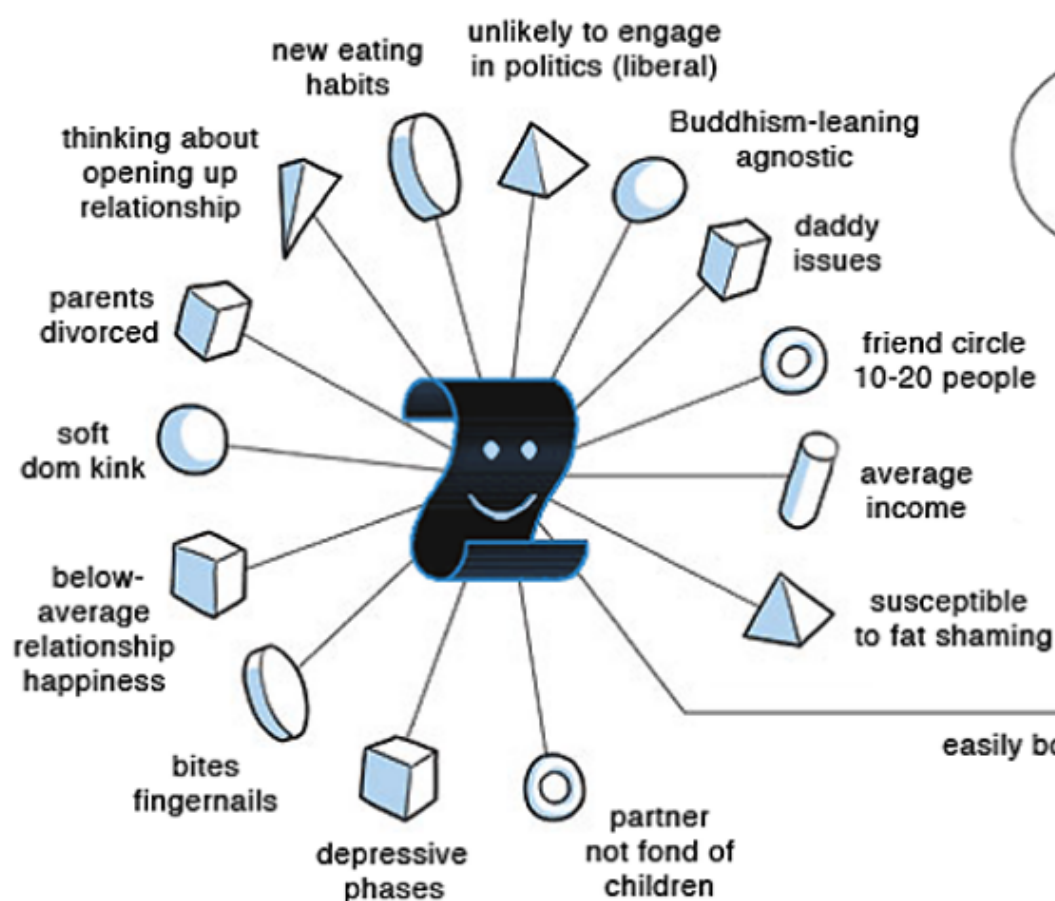 new eating
habits
unlikely to engage
in politics (liberal)
Buddhism-leaning
agnostic
thinking about
opening up
relationship
daddy
issues
parents
divorced
friend circle
10-20 people
soft
dom kink
average
income
below-
average
relationship
happiness
susceptible
to fat shaming
easily
bites
fingernails
partner
not fond of
children
depressive
phases